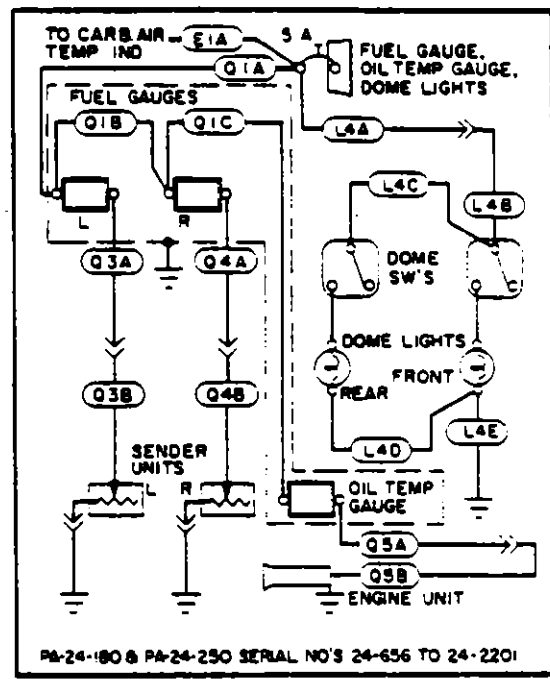 TO CARB. AIR
TEMP IND
E1A
5 A
FUEL GAUGE,
OIL TEMP GAUGE,
DOME LIGHTS
Q1A
FUEL GAUGES
Q1B
Q1C
L4A
L4C
L4B
L
R
DOME
SW'S
Q3A
Q4A
DOME LIGHTS
REAR
FRONT
Q3B
Q4B
L4D
L4E
SENDER
UNITS
L
R
OIL TEMP
GAUGE
Q5A
Q5B
ENGINE UNIT
PA-24-180 & PA-24-250 SERIAL NO'S 24-656 TO 24-2201